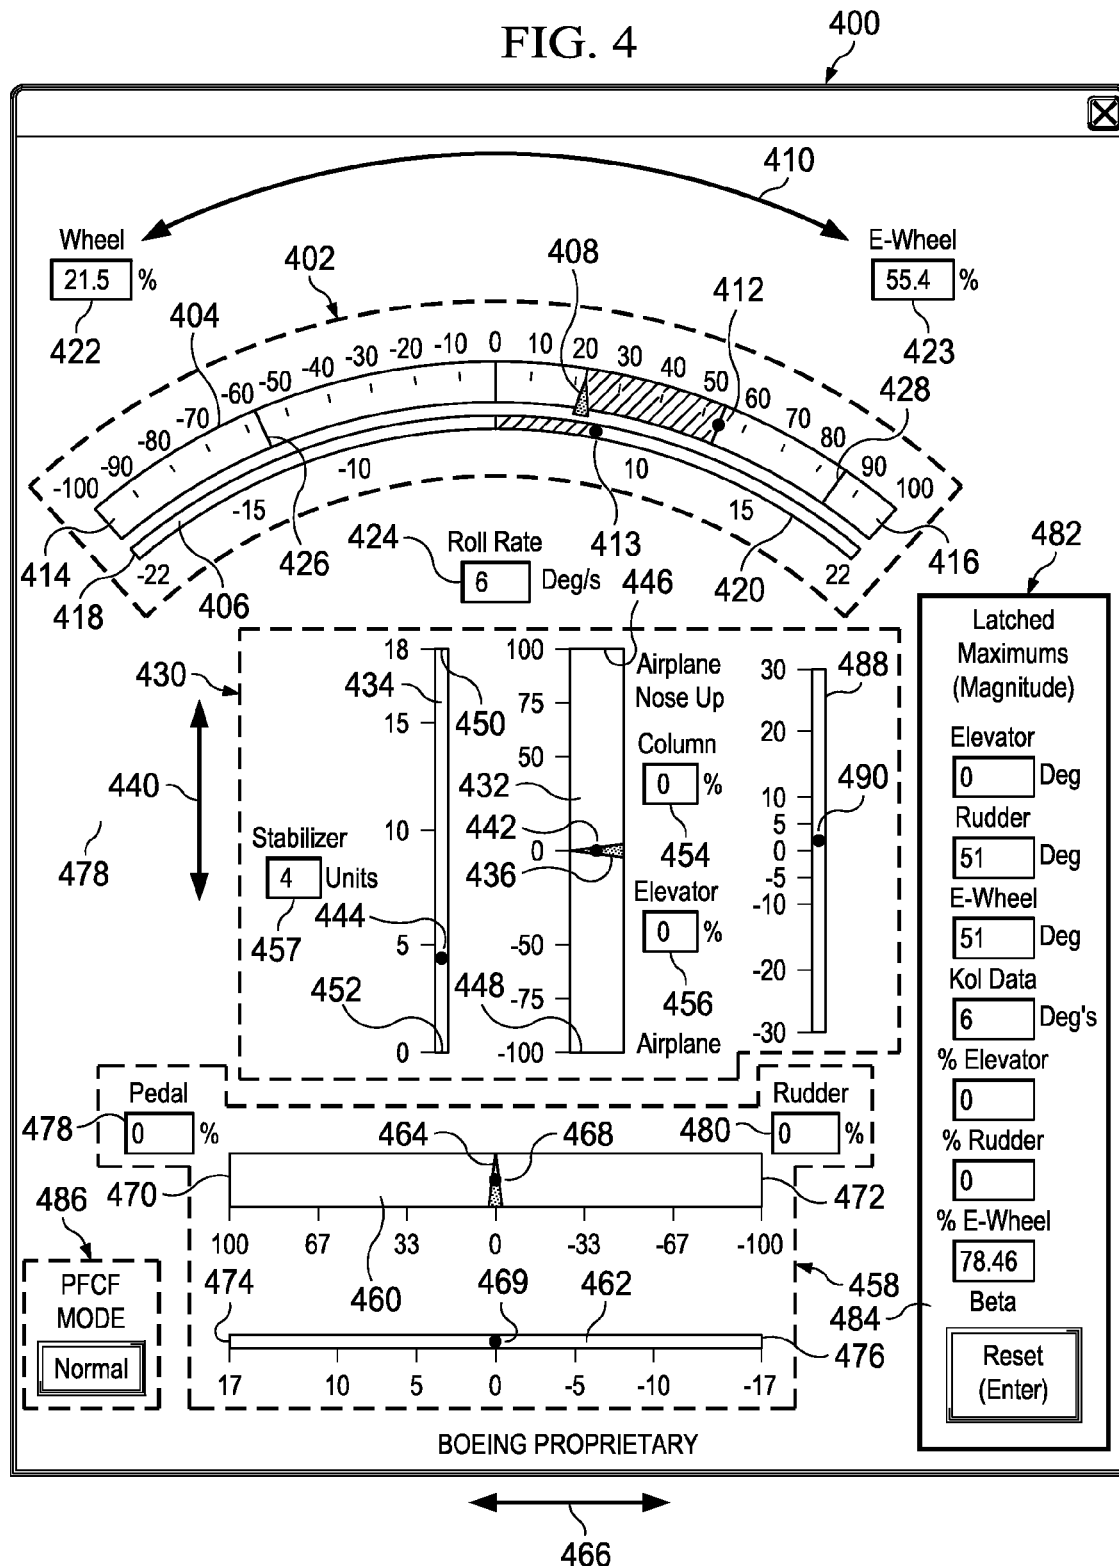 FIG. 4
400
410
Wheel
21.5 %
422
402
408
E-Wheel
55.4 %
423
404
412
428
-100 -90 -80 -70 -60 -50 -40 -30 -20 -10 0 10 20 30 40 50 60 70 80 90 100
-22 -15 -10 10 15 22
414
418
406
426
424
Roll Rate
6 Deg/s
413
446
420
416
482
430
440
478
18
15
10
5
0
434
450
Stabilizer
4 Units
457
444
452
100
75
50
0
-50
-75
-100
432
442
436
448
Airplane
Nose Up
Column
0 %
454
Elevator
0 %
456
Airplane
30
20
10
5
0
-5
-10
-20
-30
488
490
Latched
Maximums
(Magnitude)
Elevator
0 Deg
Rudder
51 Deg
E-Wheel
51 Deg
Kol Data
6 Deg's
% Elevator
0
% Rudder
0
% E-Wheel
78.46
Beta
484
Reset
(Enter)
Pedal
478
0 %
464
468
Rudder
480
0 %
470
472
100 67 33 0 -33 -67 -100
486
PFCF
MODE
Normal
474
460
469
462
458
476
17 10 5 0 -5 -10 -17
BOEING PROPRIETARY
466